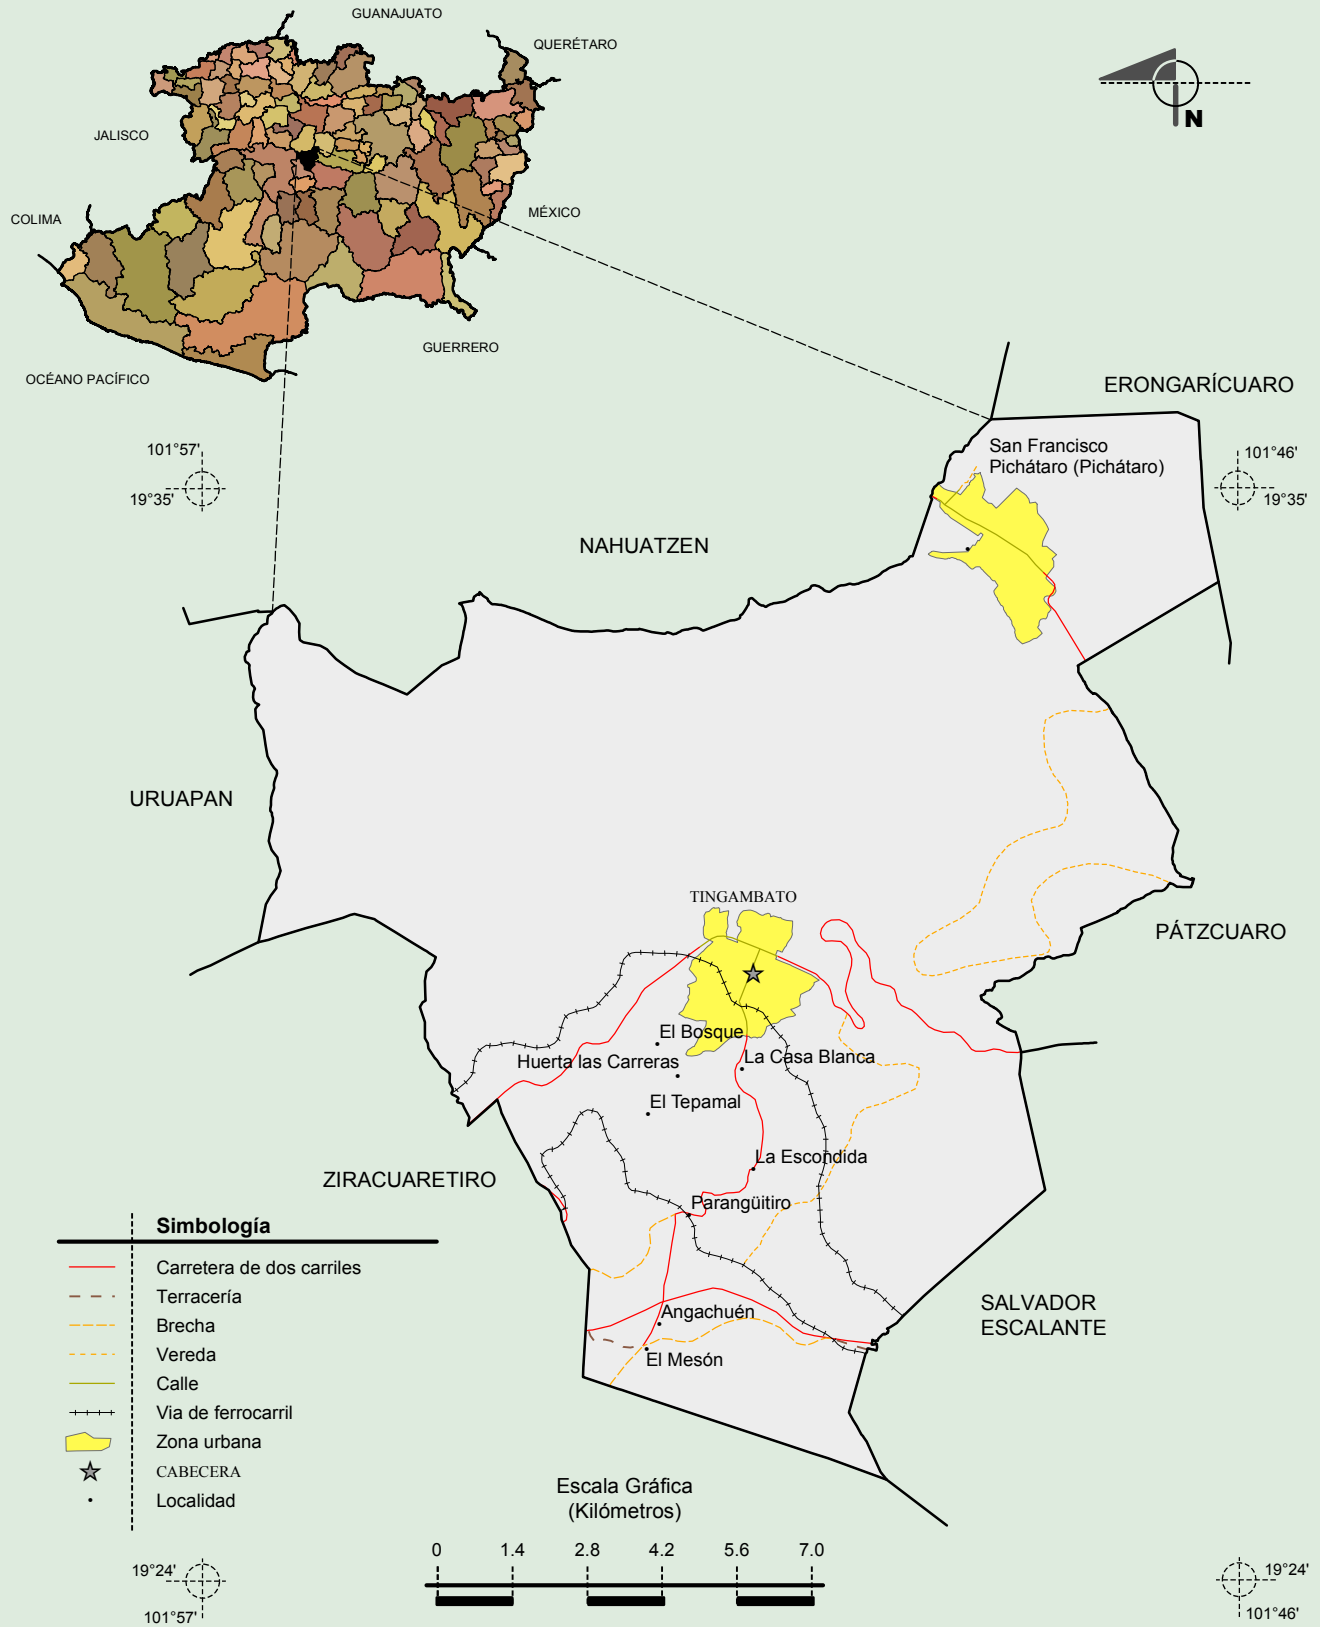 GUANAJUATO
QUERÉTARO
JALISCO
COLIMA
MÉXICO
GUERRERO
OCÉANO PACÍFICO
N
ERONGARÍCUARO
101°57'
19°35'
San Francisco
Pichátaro (Pichátaro)
101°46'
19°35'
NAHUATZEN
URUAPAN
TINGAMBATO
PÁTZCUARO
El Bosque
Huerta las Carreras
La Casa Blanca
El Tepamal
La Escondida
ZIRACUARETIRO
Parangüitiro
Angachuén
El Mesón
SALVADOR
ESCALANTE
Simbología
Carretera de dos carriles
Terracería
Brecha
Vereda
Calle
Via de ferrocarril
Zona urbana
CABECERA
Localidad
Escala Gráfica
(Kilómetros)
0 1.4 2.8 4.2 5.6 7.0
19°24'
101°57'
19°24'
101°46'